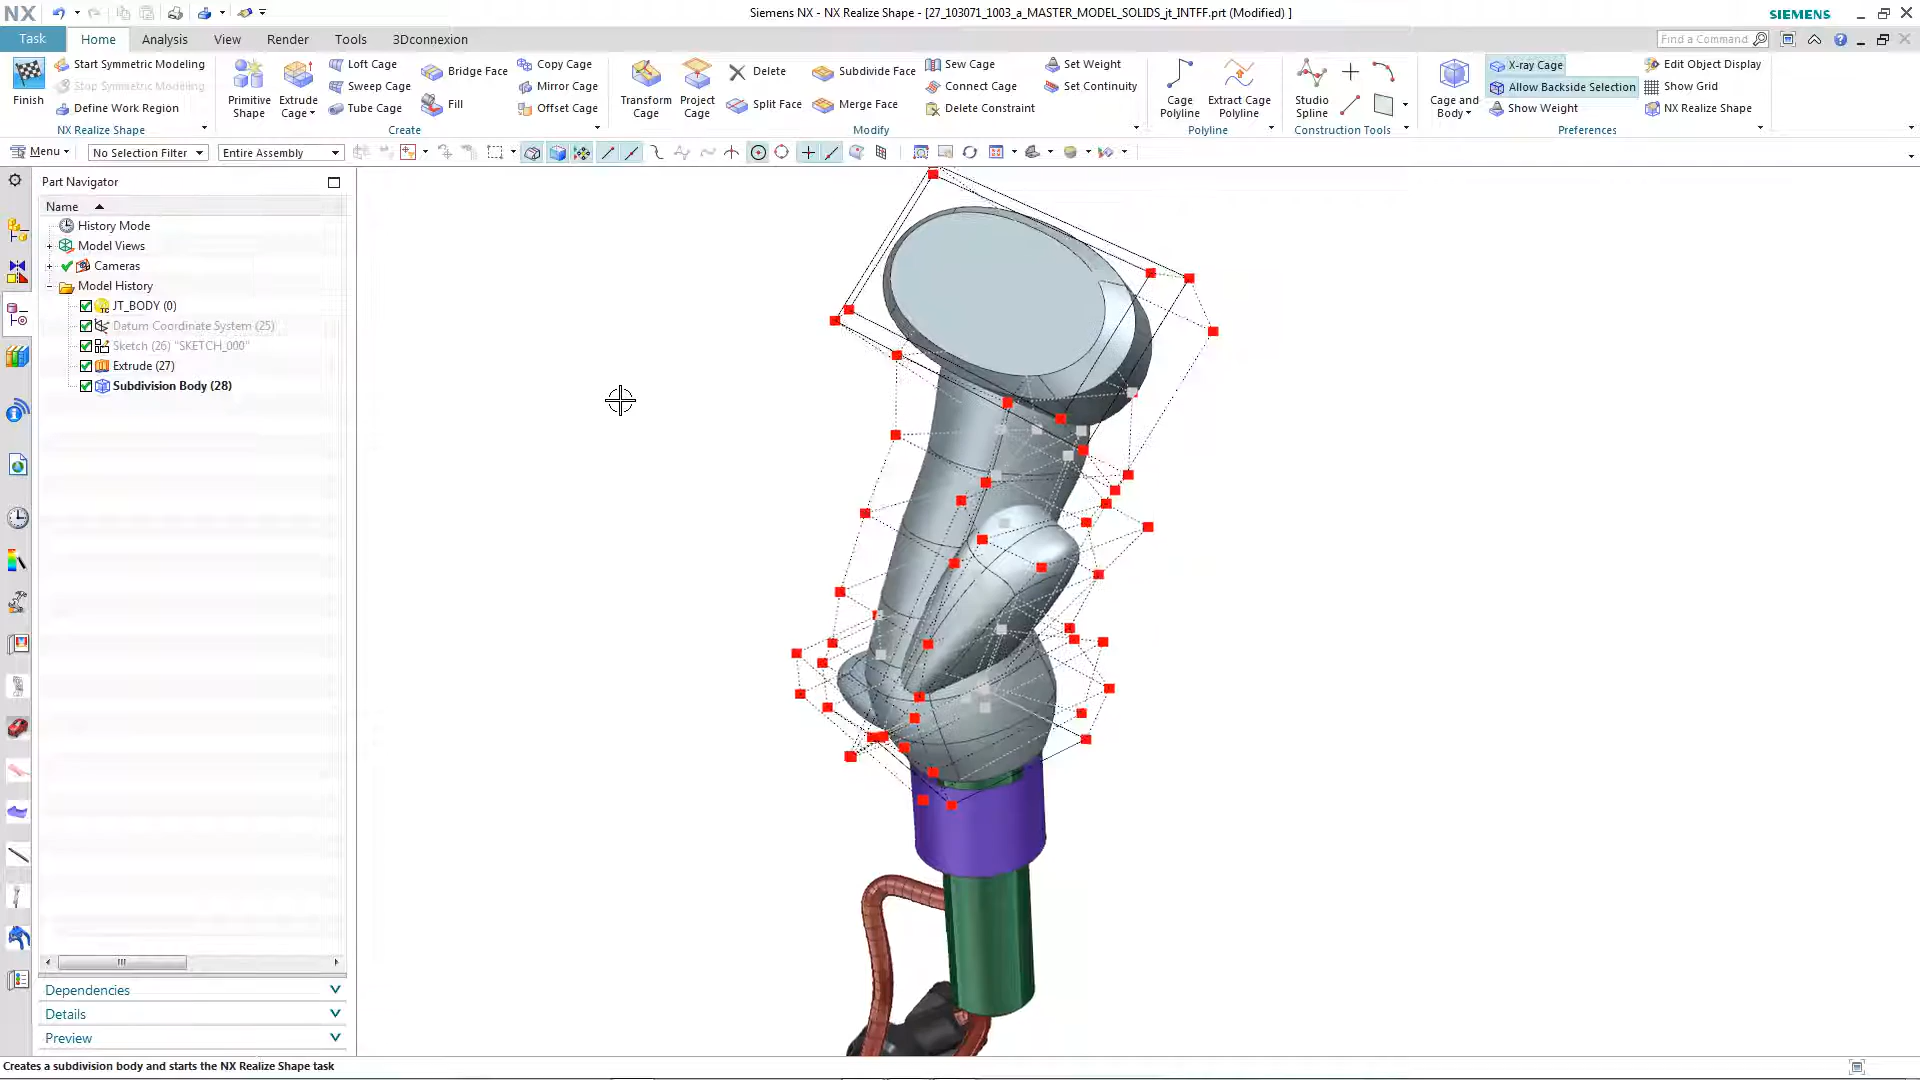 NX
Siemens NX - NX Realize Shape - [27_103071_1003_a_MASTER_MODEL_SOLIDS_jt_INTFF.prt (Modified) ]
SIEMENS
Task
Home
Analysis
View
Render
Tools
3Dconnexion
Find a Command
Finish
Start Symmetric Modeling
Stop Symmetric Modeling
Define Work Region
NX Realize Shape
Primitive Shape
Extrude Cage
Loft Cage
Sweep Cage
Tube Cage
Bridge Face
Fill
Copy Cage
Mirror Cage
Offset Cage
Create
Transform Cage
Project Cage
Delete
Split Face
Subdivide Face
Merge Face
Sew Cage
Connect Cage
Delete Constraint
Set Weight
Set Continuity
Modify
Cage Polyline
Extract Cage Polyline
Polyline
Studio Spline
Construction Tools
Cage and Body
X-ray Cage
Allow Backside Selection
Show Weight
Edit Object Display
Show Grid
NX Realize Shape
Preferences
Menu
No Selection Filter
Entire Assembly
Part Navigator
Name
History Mode
Model Views
Cameras
Model History
JT_BODY (0)
Datum Coordinate System (25)
Sketch (26) "SKETCH_000"
Extrude (27)
Subdivision Body (28)
Dependencies
Details
Preview
Creates a subdivision body and starts the NX Realize Shape task